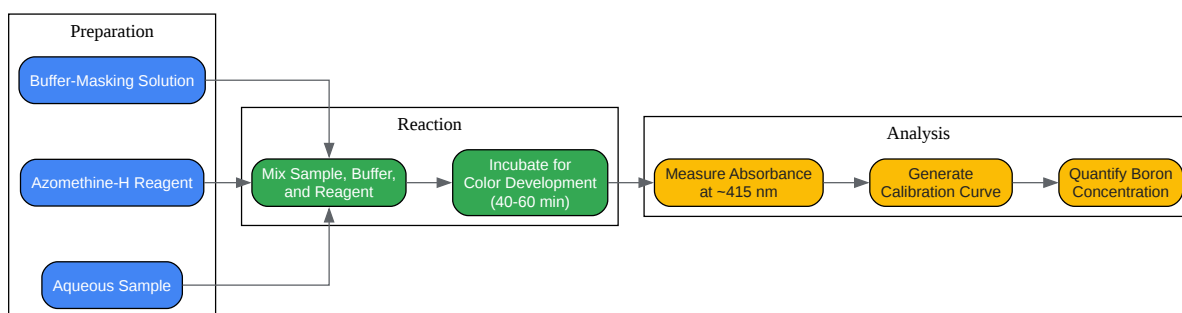 Preparation
Buffer-Masking Solution
Azomethine-H Reagent
Aqueous Sample
Reaction
Mix Sample, Buffer,
and Reagent
Incubate for
Color Development
(40-60 min)
Analysis
Measure Absorbance
at ~415 nm
Generate
Calibration Curve
Quantify Boron
Concentration